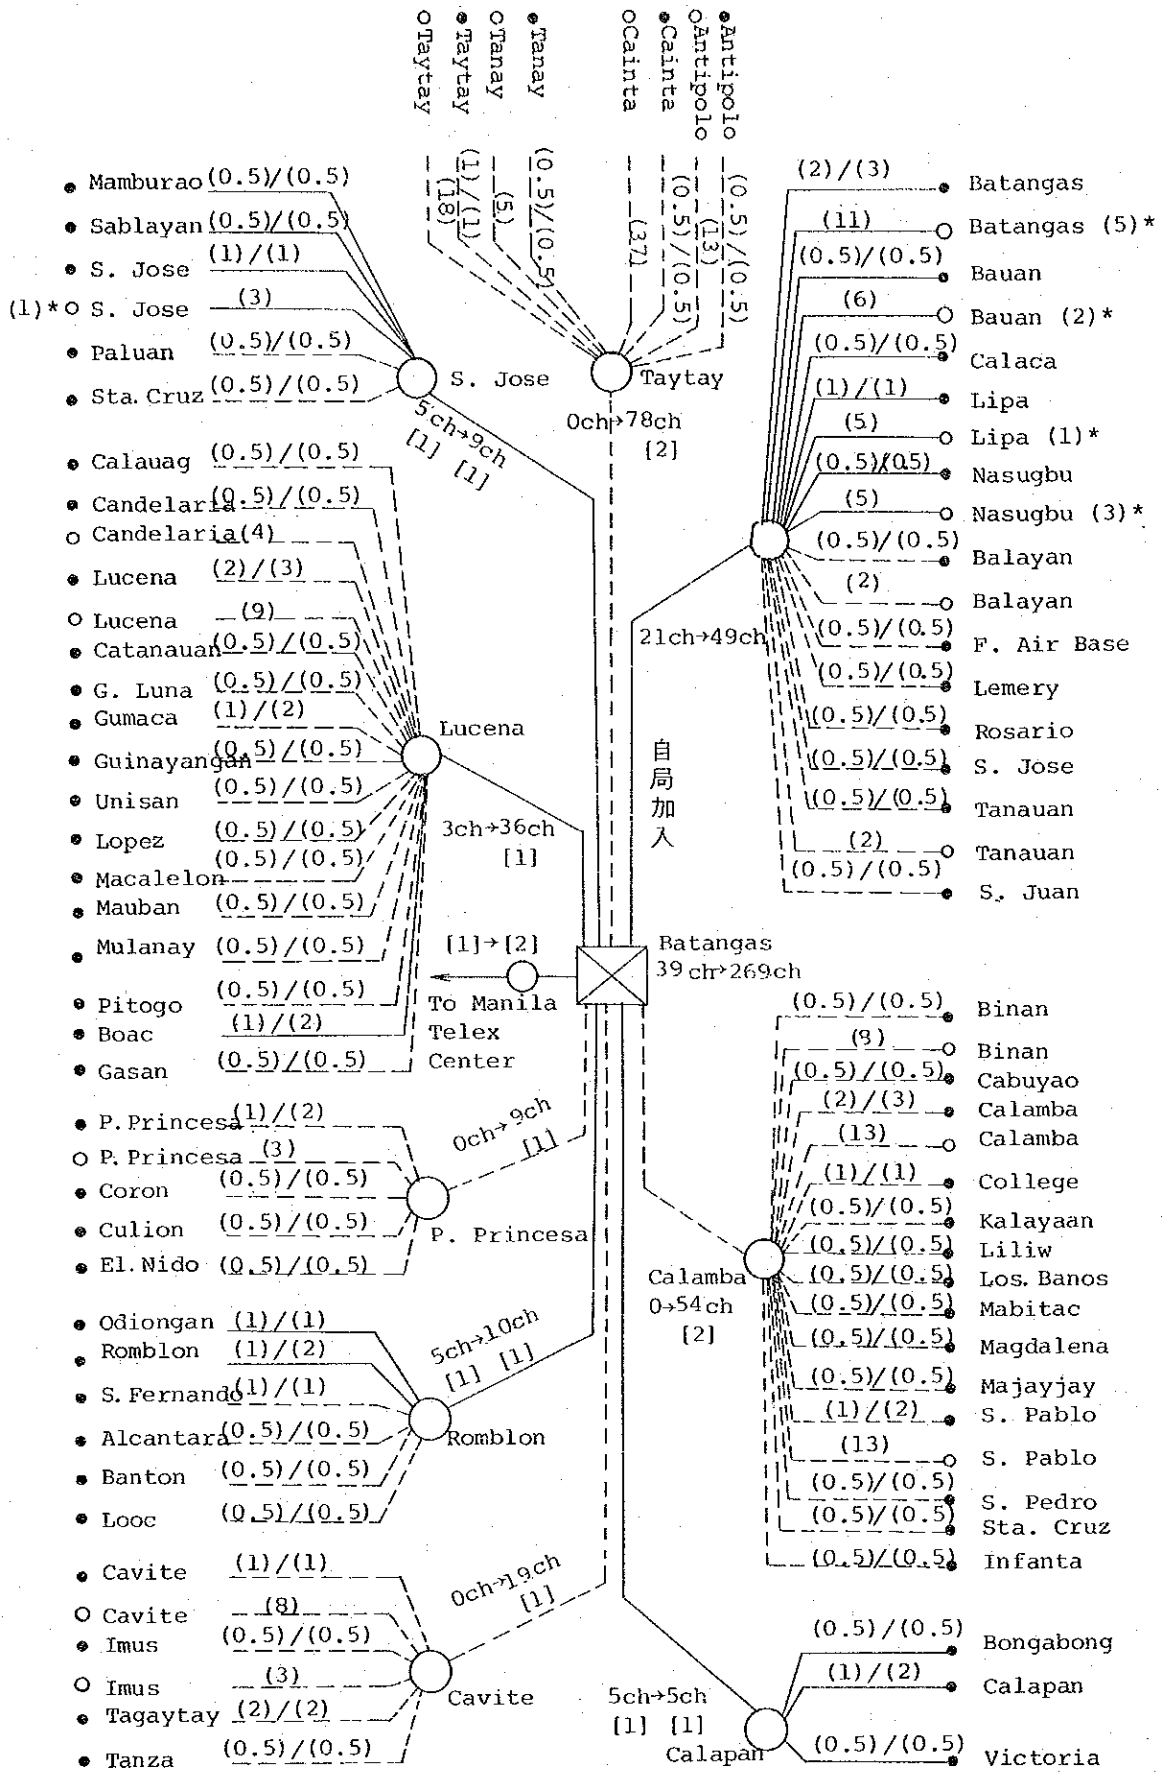 Taytay (18)
Taytay (1)/(1)
Tanay (5)
Tanay (0.5)/(0.5)
Cainta (37)
Cainta (0.5)/(0.5)
Antipolo (13)
Antipolo (0.5)/(0.5)
Taytay
0ch→78ch
[2]
Mamburao (0.5)/(0.5)
Sablayan (0.5)/(0.5)
S. Jose (1)/(1)
(1)* S. Jose (3)
Paluan (0.5)/(0.5)
Sta. Cruz (0.5)/(0.5)
S. Jose
5ch→9ch
[1] [1]
Calauag (0.5)/(0.5)
Candelaria (0.5)/(0.5)
Candelaria (4)
Lucena (2)/(3)
Lucena (9)
Catanauan (0.5)/(0.5)
G. Luna (0.5)/(0.5)
Gumaca (1)/(2)
Guinayangan (0.5)/(0.5)
Unisan (0.5)/(0.5)
Lopez (0.5)/(0.5)
Macalelon (0.5)/(0.5)
Mauban (0.5)/(0.5)
Mulanay (0.5)/(0.5)
Pitogo (0.5)/(0.5)
Boac (1)/(2)
Gasan (0.5)/(0.5)
Lucena
3ch→36ch
[1]
[1]→[2]
To Manila
Telex
Center
Batangas
39ch→269ch
P. Princesa (1)/(2)
P. Princesa (3)
Coron (0.5)/(0.5)
Culion (0.5)/(0.5)
El. Nido (0.5)/(0.5)
P. Princesa
0ch→9ch
[1]
Odiongan (1)/(1)
Romblon (1)/(2)
S. Fernando (1)/(1)
Alcantara (0.5)/(0.5)
Banton (0.5)/(0.5)
Looc (0.5)/(0.5)
Romblon
5ch→10ch
[1] [1]
Cavite (1)/(1)
Cavite (8)
Imus (0.5)/(0.5)
Imus (3)
Tagaytay (2)/(2)
Tanza (0.5)/(0.5)
Cavite
0ch→19ch
[1]
(2)/(3) Batangas
(11) Batangas (5)*
(0.5)/(0.5) Bauan
(6) Bauan (2)*
(0.5)/(0.5) Calaca
(1)/(1) Lipa
(5) Lipa (1)*
(0.5)/(0.5) Nasugbu
(5) Nasugbu (3)*
(0.5)/(0.5) Balayan
(2) Balayan
(0.5)/(0.5) F. Air Base
(0.5)/(0.5) Lemery
(0.5)/(0.5) Rosario
(0.5)/(0.5) S. Jose
(0.5)/(0.5) Tanauan
(2) Tanauan
(0.5)/(0.5) S. Juan
21ch→49ch
自局加入
(0.5)/(0.5) Binan
Binan
(0.5)/(0.5) Cabuyao
(2)/(3) Calamba
(13) Calamba
(1)/(1) College
(0.5)/(0.5) Kalayaan
(0.5)/(0.5) Liliw
(0.5)/(0.5) Los. Banos
(0.5)/(0.5) Mabitac
(0.5)/(0.5) Magdalena
(0.5)/(0.5) Majayjay
(1)/(2) S. Pablo
(13) S. Pablo
(0.5)/(0.5) S. Pedro
(0.5)/(0.5) Sta. Cruz
(0.5)/(0.5) Infanta
Calamba
0→54ch
[2]
(0.5)/(0.5) Bongabong
(1)/(2) Calapan
(0.5)/(0.5) Victoria
5ch→5ch
[1] [1]
Calapan